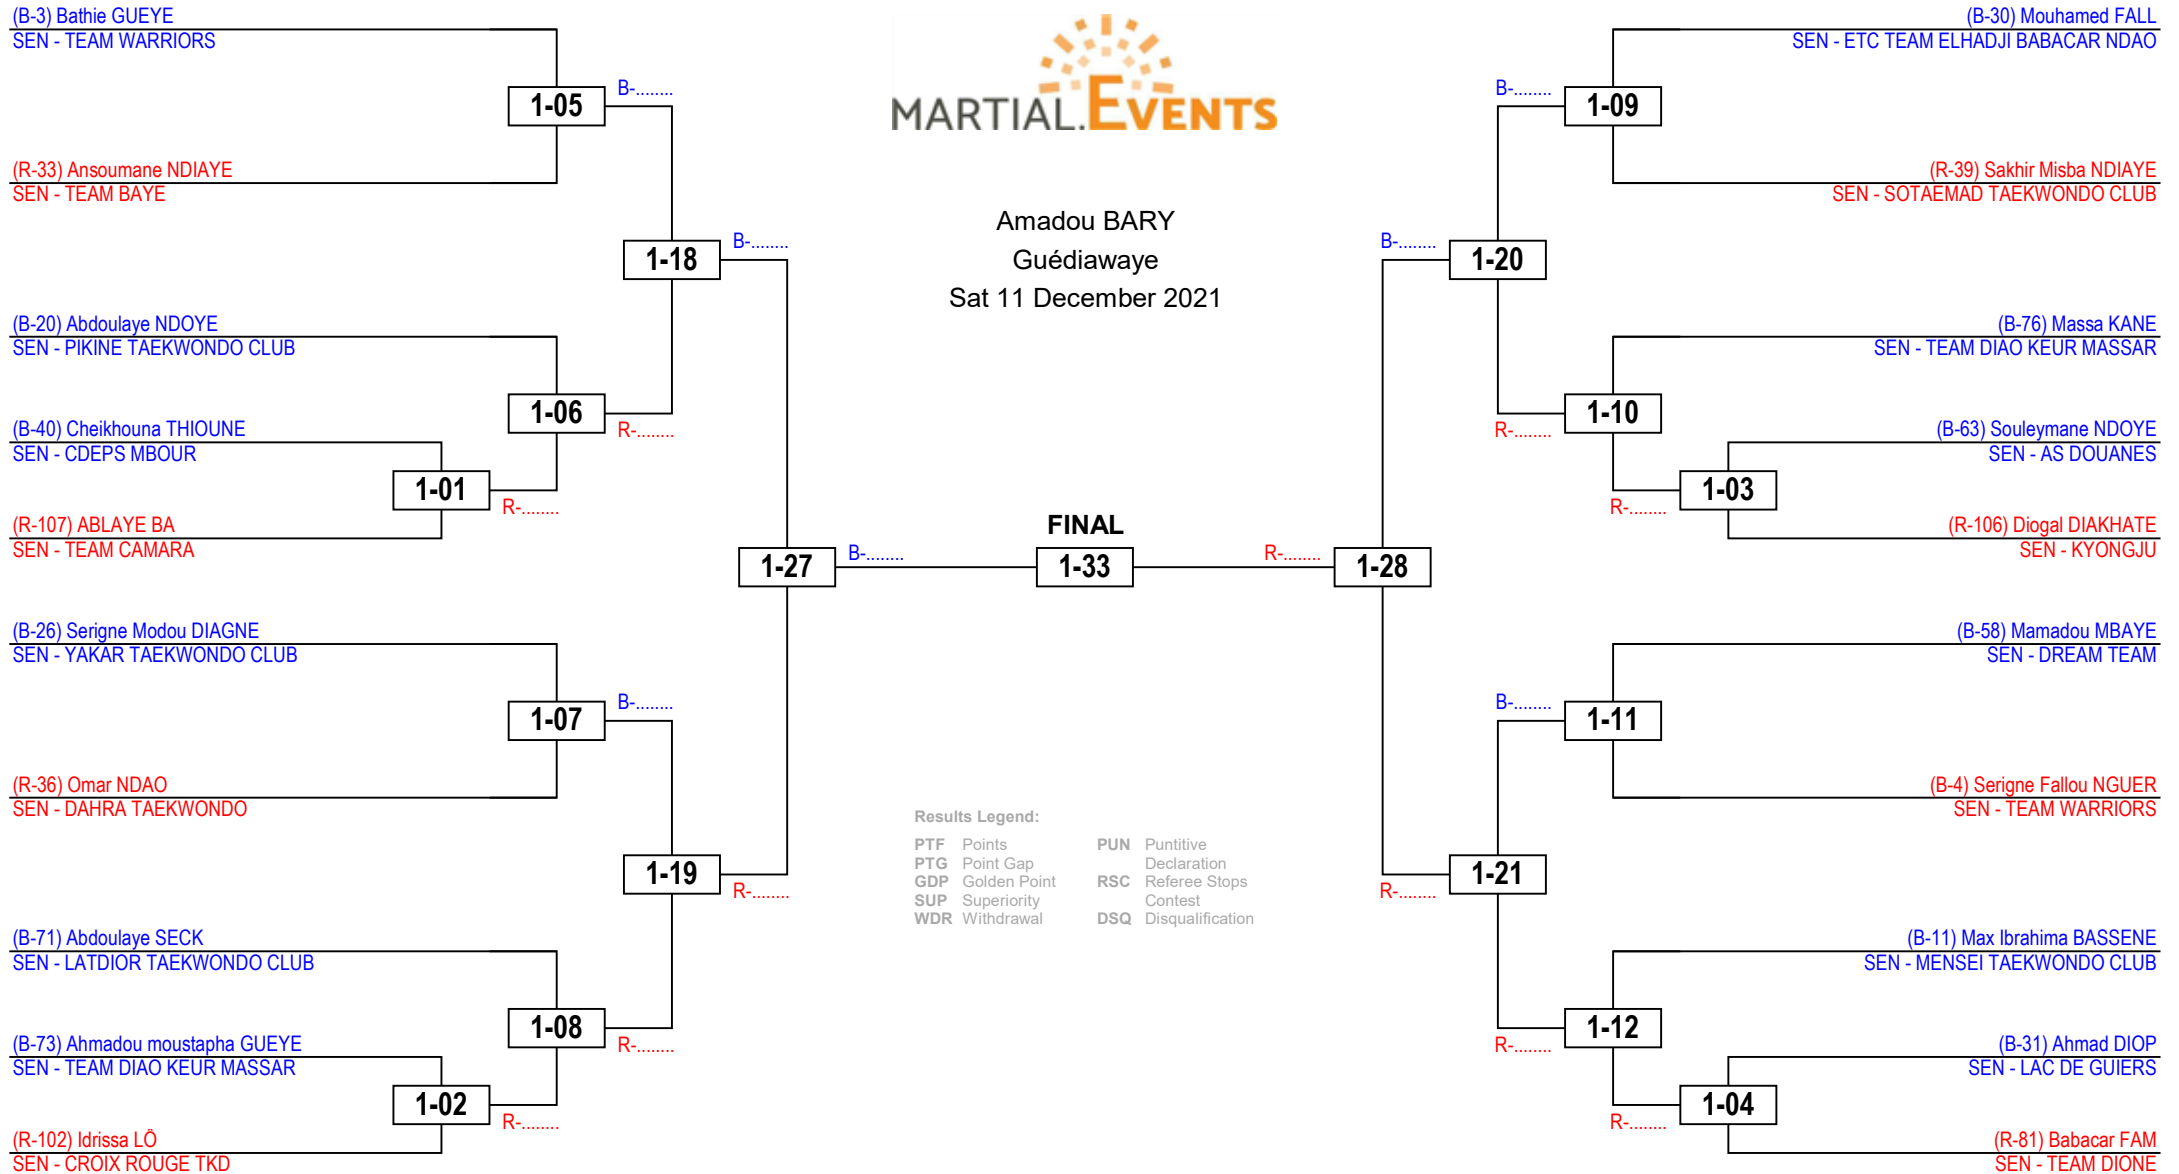 (B-3) Bathie GUEYE
SEN - TEAM WARRIORS
1-05
B-........
(R-33) Ansoumane NDIAYE
SEN - TEAM BAYE
1-18
B-........
(B-20) Abdoulaye NDOYE
SEN - PIKINE TAEKWONDO CLUB
1-06
R-........
(B-40) Cheikhouna THIOUNE
SEN - CDEPS MBOUR
1-01
R-........
(R-107) ABLAYE BA
SEN - TEAM CAMARA
1-27
B-........
(B-26) Serigne Modou DIAGNE
SEN - YAKAR TAEKWONDO CLUB
1-07
B-........
(R-36) Omar NDAO
SEN - DAHRA TAEKWONDO
1-19
R-........
(B-71) Abdoulaye SECK
SEN - LATDIOR TAEKWONDO CLUB
1-08
R-........
(B-73) Ahmadou moustapha GUEYE
SEN - TEAM DIAO KEUR MASSAR
1-02
R-........
(R-102) Idrissa LÖ
SEN - CROIX ROUGE TKD
MARTIAL.EVENTS
Amadou BARY
Guédiawaye
Sat 11 December 2021
FINAL
1-33
Results Legend:
PTF Points
PTG Point Gap
GDP Golden Point
SUP Superiority
WDR Withdrawal
PUN Puntitive
Declaration
RSC Referee Stops
Contest
DSQ Disqualification
(B-30) Mouhamed FALL
SEN - ETC TEAM ELHADJI BABACAR NDAO
B-........
1-09
(R-39) Sakhir Misba NDIAYE
SEN - SOTAEMAD TAEKWONDO CLUB
B-........
1-20
(B-76) Massa KANE
SEN - TEAM DIAO KEUR MASSAR
R-........
1-10
(B-63) Souleymane NDOYE
SEN - AS DOUANES
R-........
1-03
(R-106) Diogal DIAKHATE
SEN - KYONGJU
R-........
1-28
(B-58) Mamadou MBAYE
SEN - DREAM TEAM
B-........
1-11
(B-4) Serigne Fallou NGUER
SEN - TEAM WARRIORS
R-........
1-21
(B-11) Max Ibrahima BASSENE
SEN - MENSEI TAEKWONDO CLUB
R-........
1-12
(B-31) Ahmad DIOP
SEN - LAC DE GUIERS
R-........
1-04
(R-81) Babacar FAM
SEN - TEAM DIONE